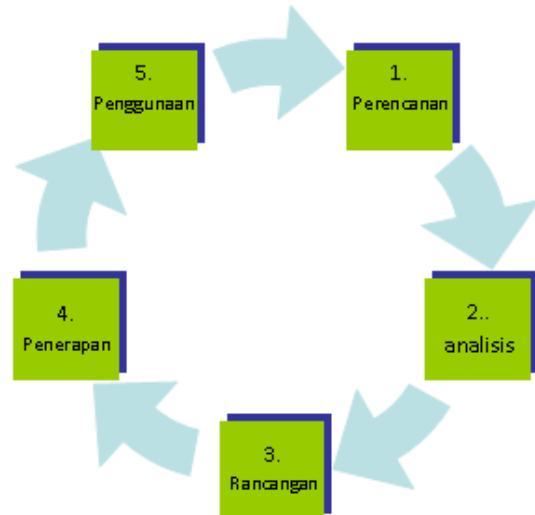 1.
Perencanan
2..
analisis
3.
Rancangan
4.
Penerapan
5.
Penggunaan